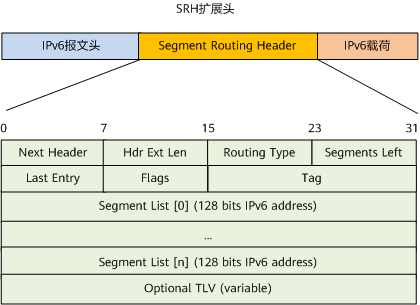 SRH扩展头
IPv6报文头 Segment Routing Header IPv6载荷
0 7 15 23 31
Next Header Hdr Ext Len Routing Type Segments Left
Last Entry Flags Tag
Segment List [0] (128 bits IPv6 address)
...
Segment List [n] (128 bits IPv6 address)
Optional TLV (variable)